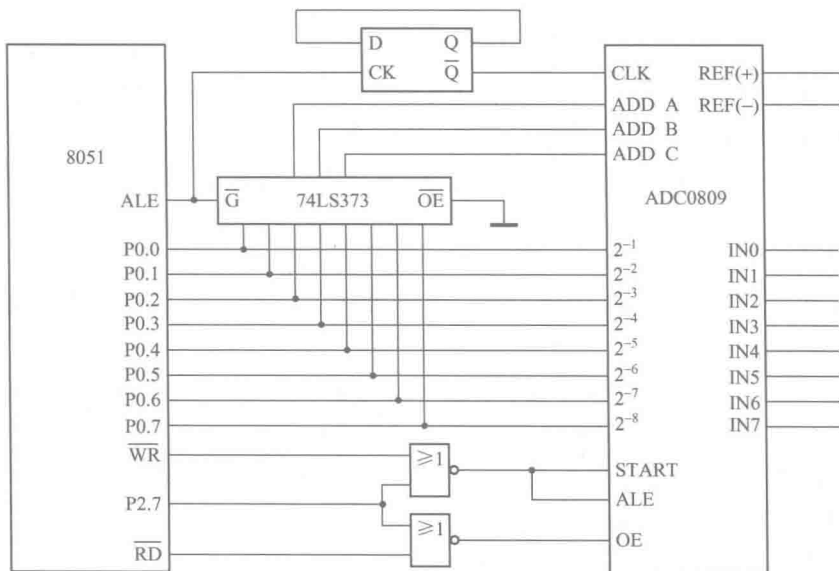 D Q
CK Q̅
CLK REF(+)
ADD A REF(−)
ADD B
ADD C
8051
ADC0809
ALE
G̅ 74LS373 O̅E̅
P0.0 2⁻¹ IN0
P0.1 2⁻² IN1
P0.2 2⁻³ IN2
P0.3 2⁻⁴ IN3
P0.4 2⁻⁵ IN4
P0.5 2⁻⁶ IN5
P0.6 2⁻⁷ IN6
P0.7 2⁻⁸ IN7
W̅R̅ ≥1 START
ALE
P2.7
≥1
R̅D̅ OE